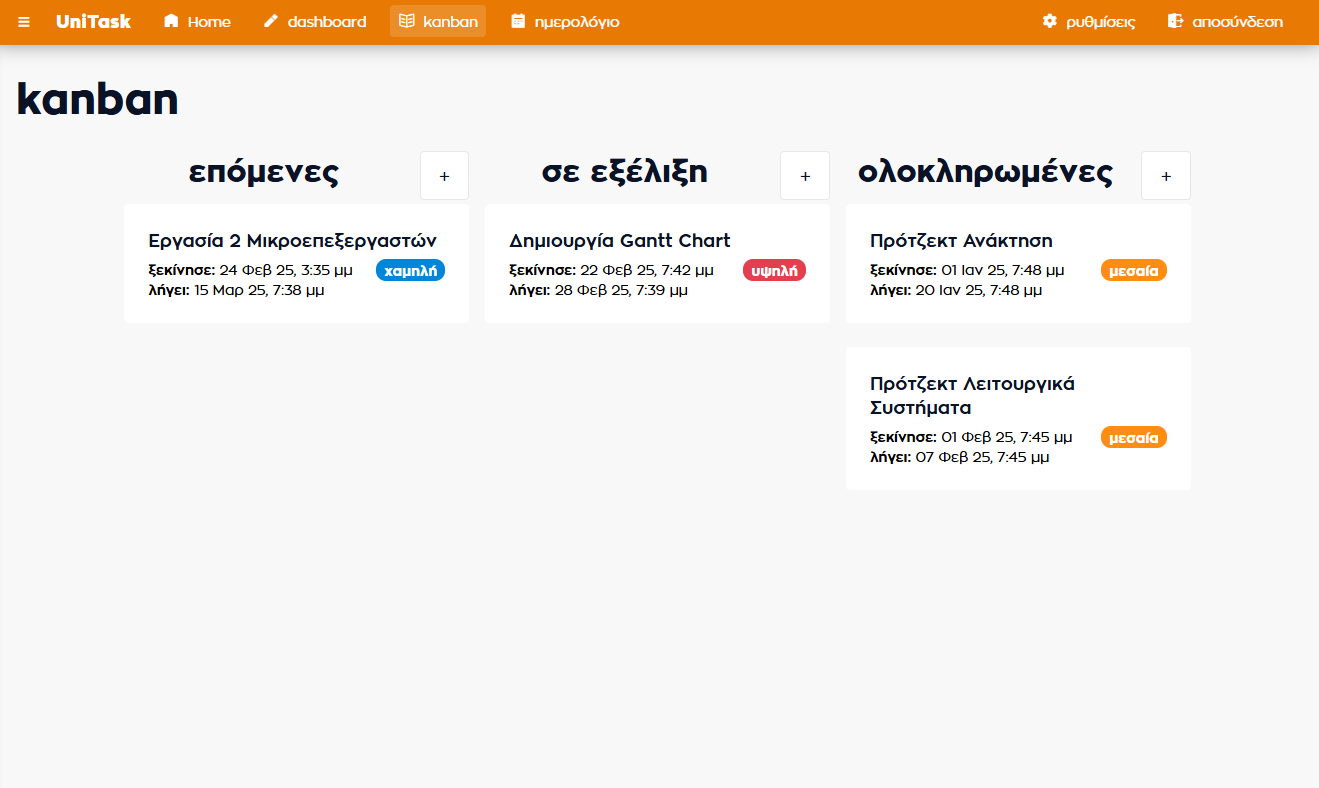 UniTask Home dashboard kanban ημερολόγιο ρυθμίσεις αποσύνδεση
kanban
επόμενες +
Εργασία 2 Μικροεπεξεργαστών
ξεκίνησε: 24 Φεβ 25, 3:35 μμ χαμηλή
λήγει: 15 Μαρ 25, 7:38 μμ
σε εξέλιξη +
Δημιουργία Gantt Chart
ξεκίνησε: 22 Φεβ 25, 7:42 μμ υψηλή
λήγει: 28 Φεβ 25, 7:39 μμ
ολοκληρωμένες +
Πρότζεκτ Ανάκτηση
ξεκίνησε: 01 Ιαν 25, 7:48 μμ μεσαία
λήγει: 20 Ιαν 25, 7:48 μμ
Πρότζεκτ Λειτουργικά
Συστήματα
ξεκίνησε: 01 Φεβ 25, 7:45 μμ μεσαία
λήγει: 07 Φεβ 25, 7:45 μμ